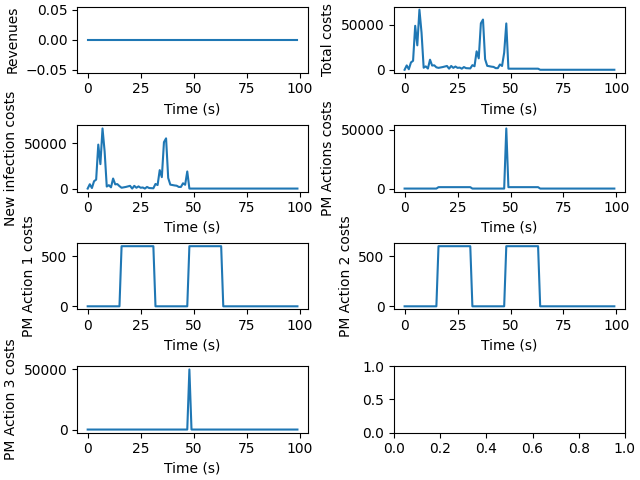 Revenues
0.05
0.00
−0.05
0 25 50 75 100
Time (s)
Total costs
50000
0
0 25 50 75 100
Time (s)
New infection costs
50000
0
0 25 50 75 100
Time (s)
PM Actions costs
50000
0
0 25 50 75 100
Time (s)
PM Action 1 costs
500
0
0 25 50 75 100
Time (s)
PM Action 2 costs
500
0
0 25 50 75 100
Time (s)
PM Action 3 costs
50000
0
0 25 50 75 100
Time (s)
1.0
0.5
0.0
0.0 0.2 0.4 0.6 0.8 1.0